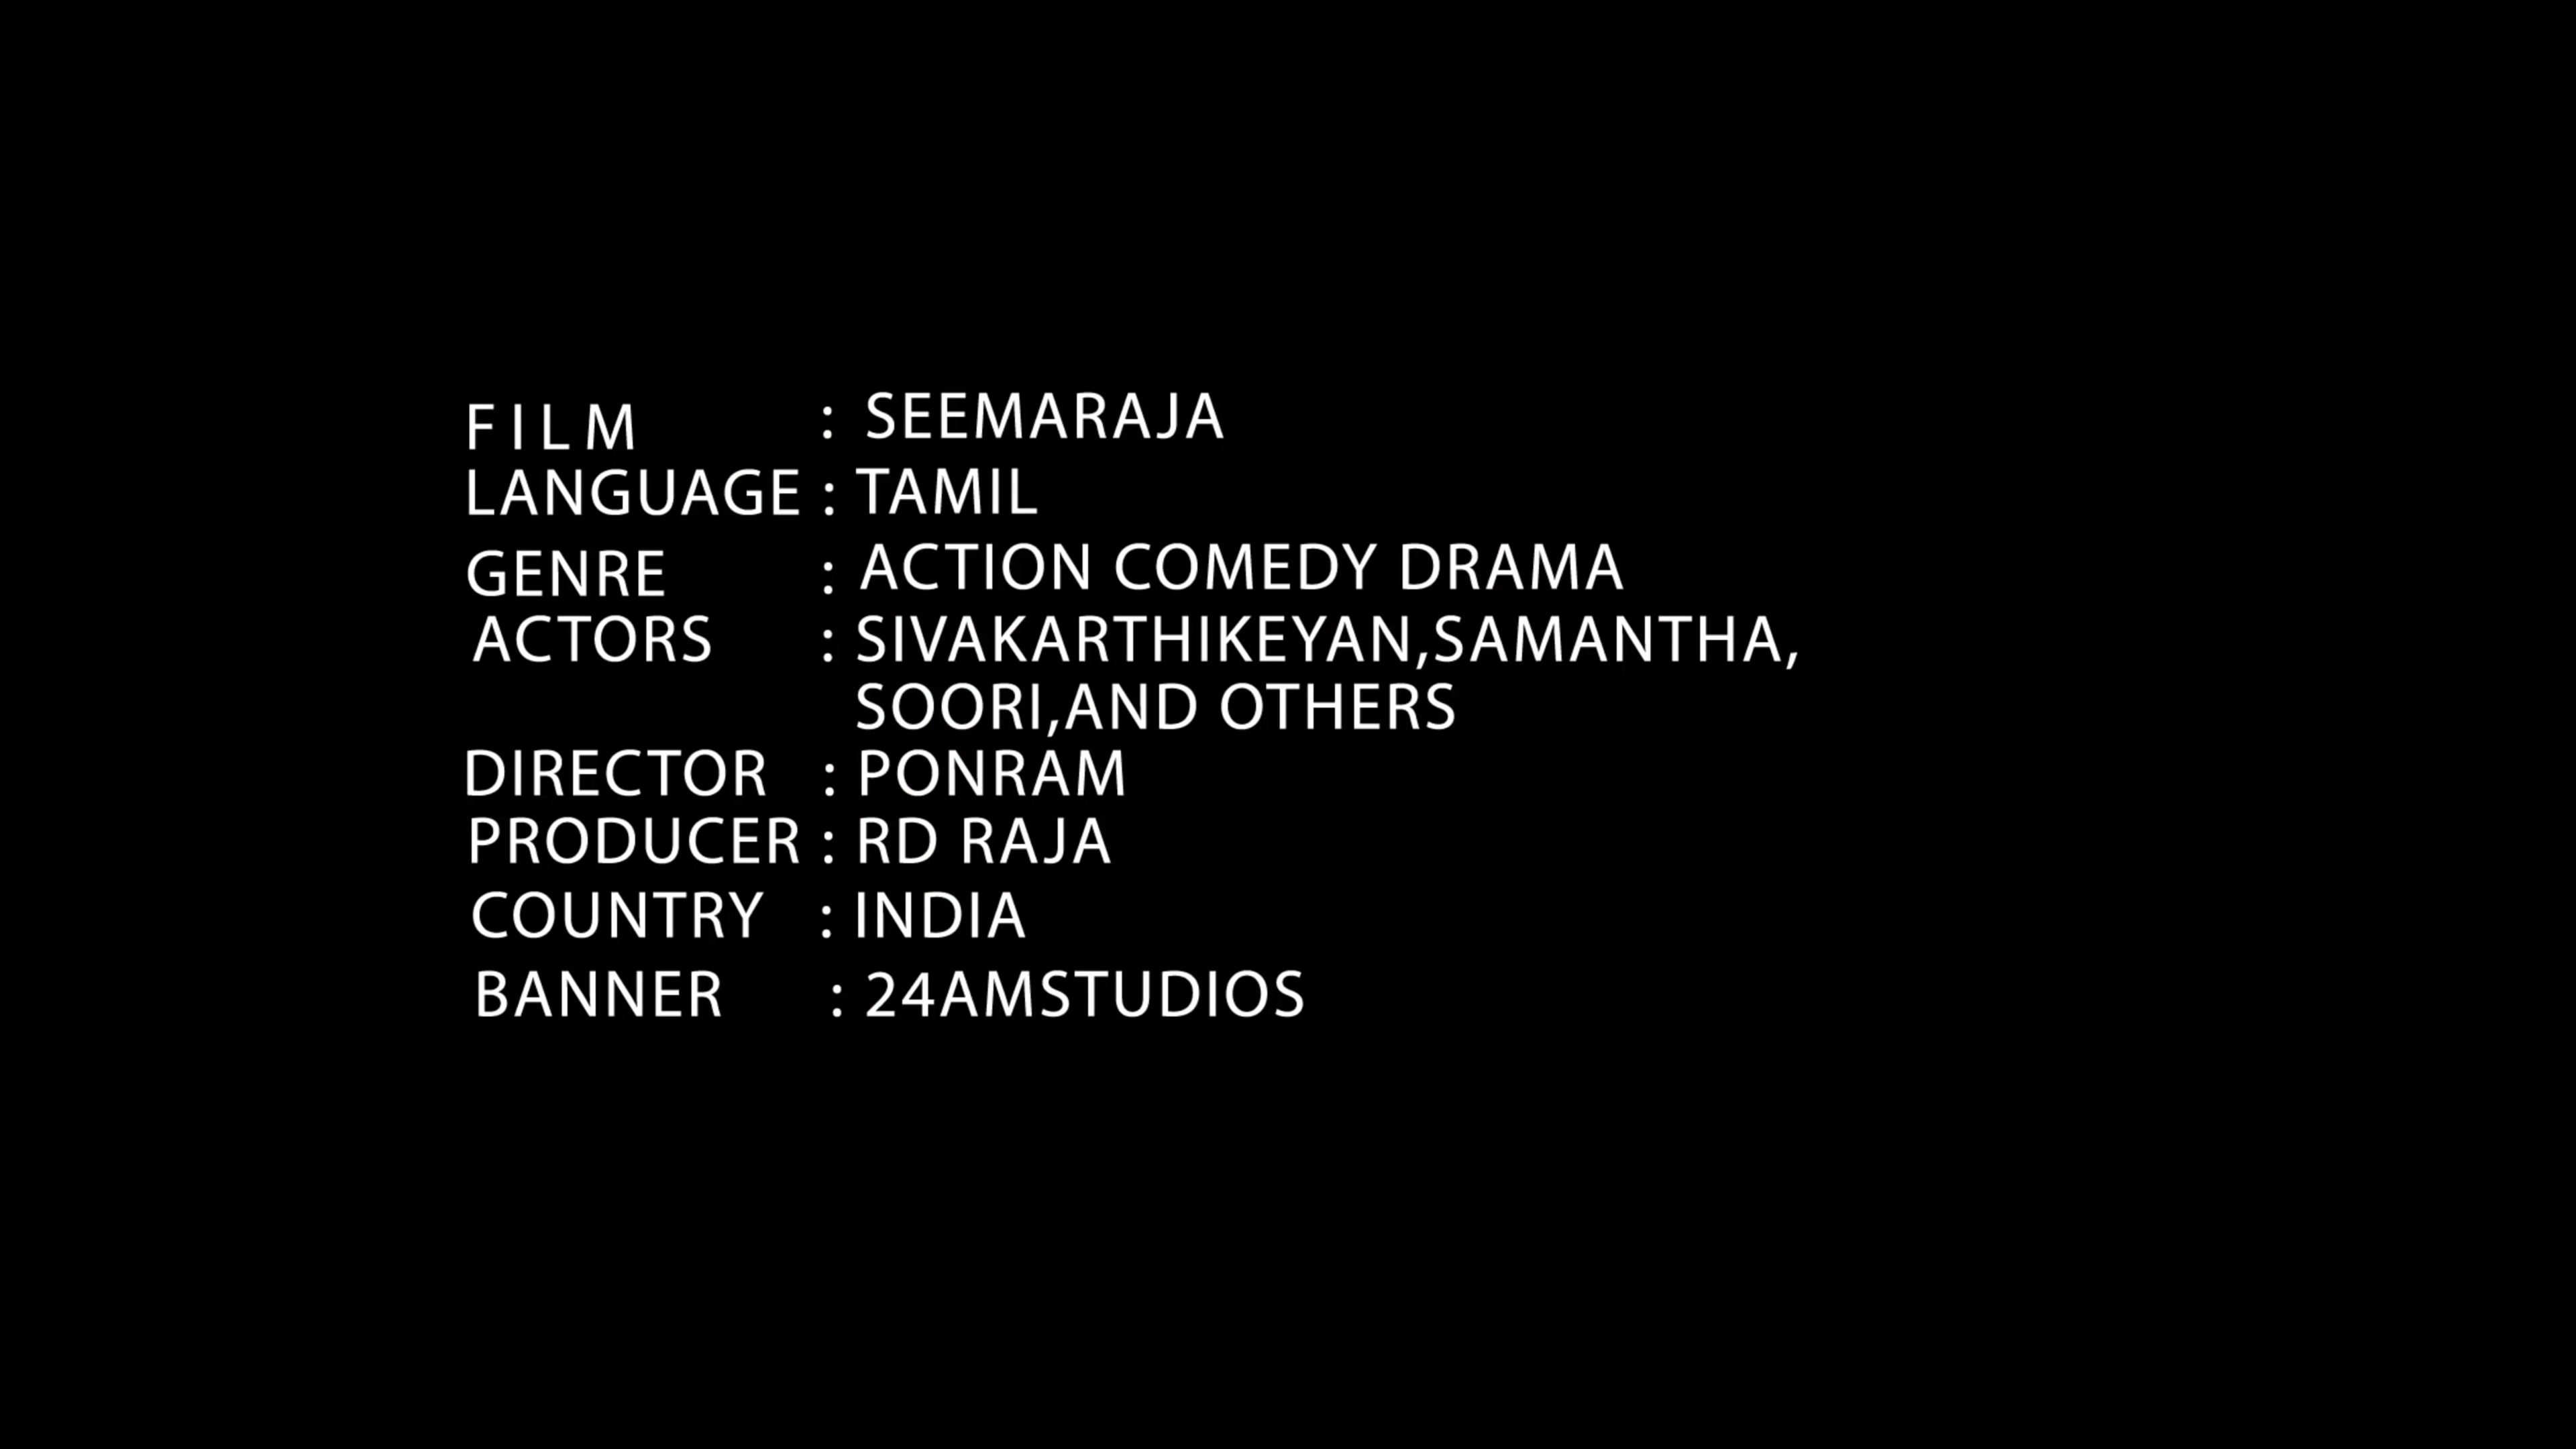 FILM : SEEMARAJA
LANGUAGE : TAMIL
GENRE : ACTION COMEDY DRAMA
ACTORS : SIVAKARTHIKEYAN,SAMANTHA,
SOORI,AND OTHERS
DIRECTOR : PONRAM
PRODUCER : RD RAJA
COUNTRY : INDIA
BANNER : 24AMSTUDIOS